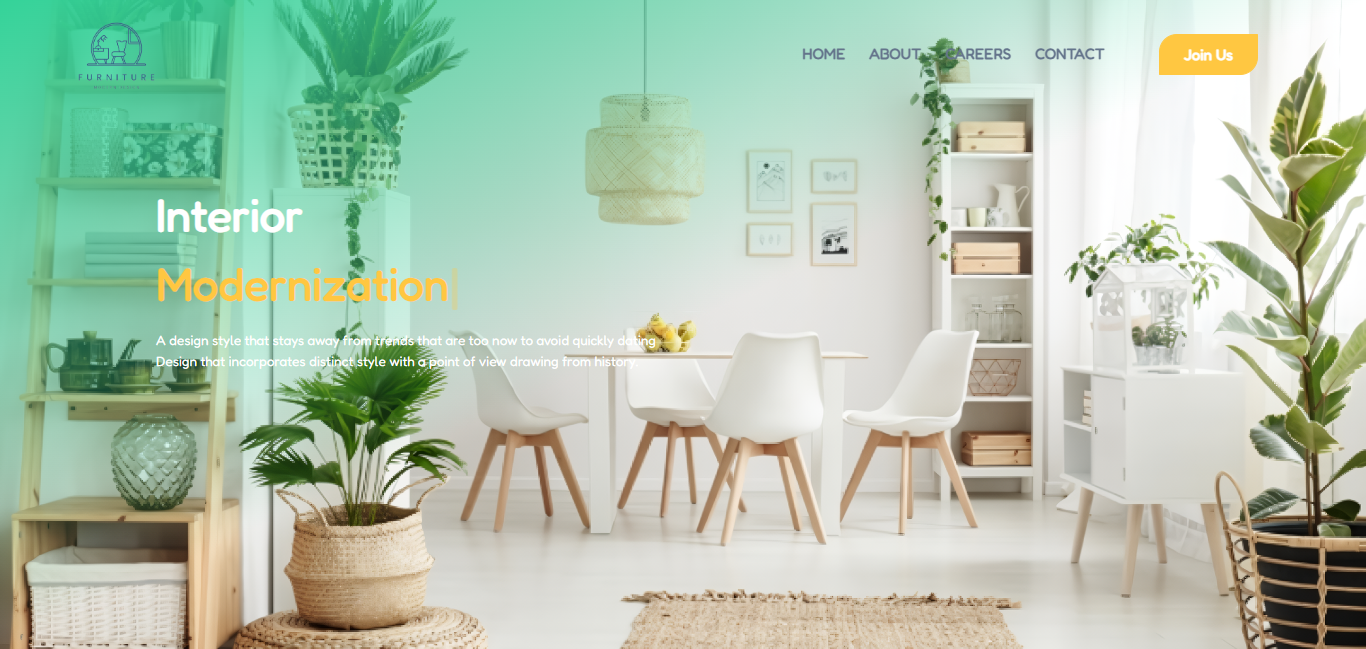 FURNITURE
HOME ABOUT CAREERS CONTACT
Join Us
Interior
Modernization
A design style that stays away from trends that are too now to avoid quickly dating
Design that incorporates distinct style with a point of view drawing from history.